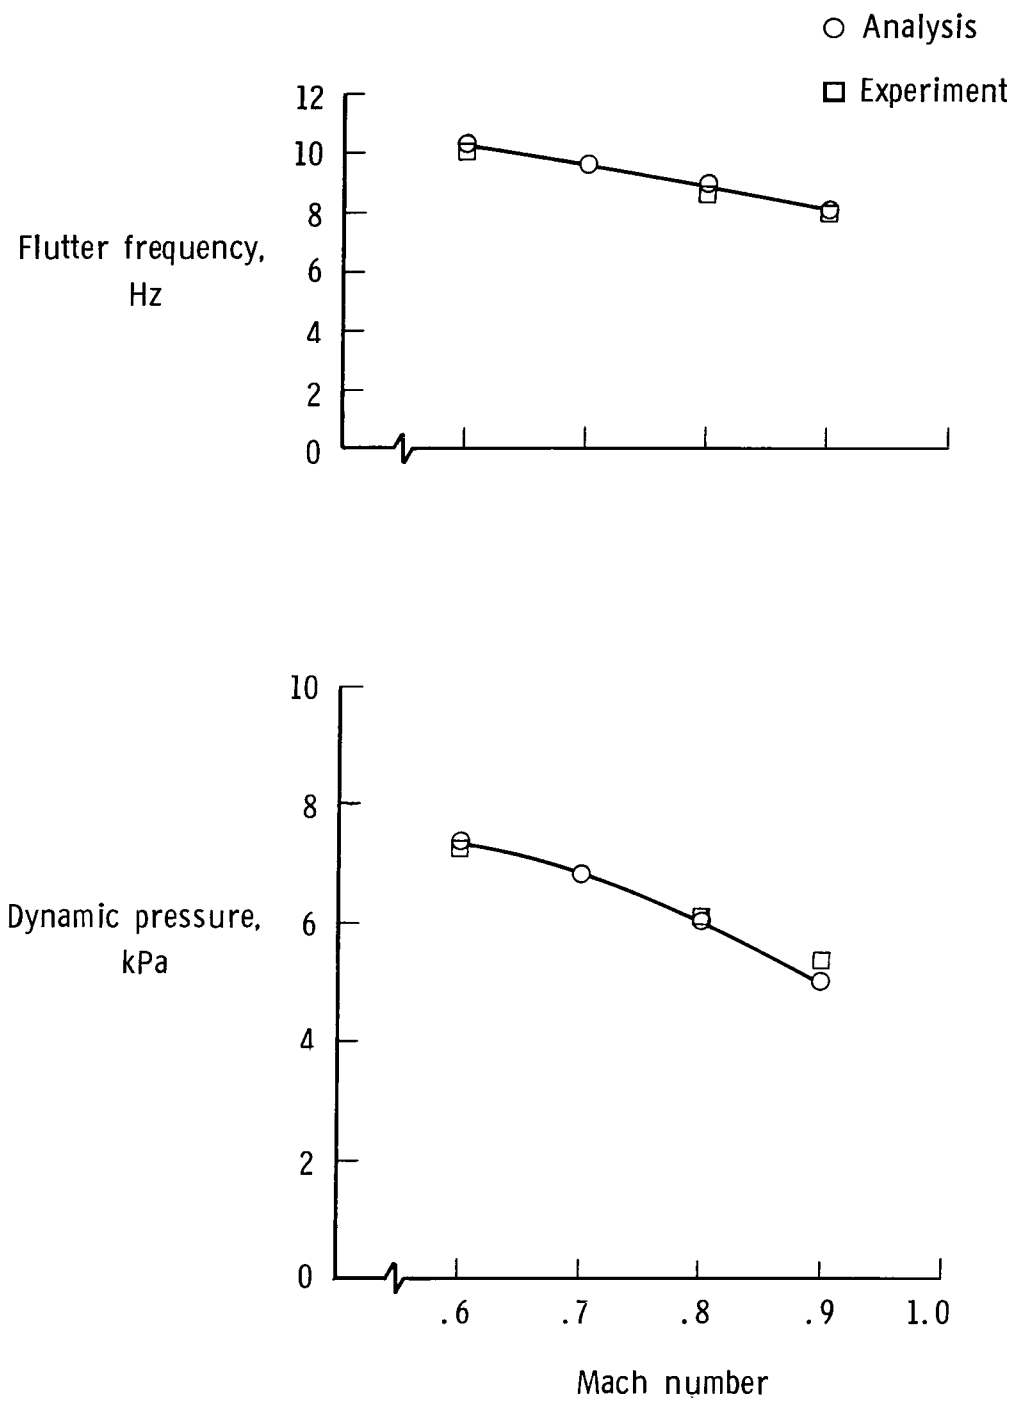 Analysis
Experiment
12
10
8
6
4
2
0
Flutter frequency,
Hz
10
8
6
4
2
0
Dynamic pressure,
kPa
.6 .7 .8 .9 1.0
Mach number